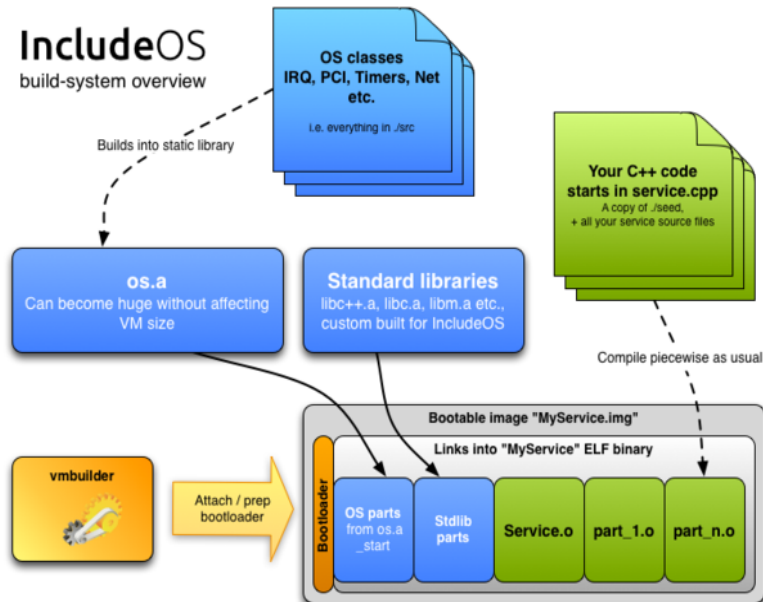 IncludeOS
build-system overview
OS classes
IRQ, PCI, Timers, Net
etc.
i.e. everything in ./src
Builds into static library
Your C++ code
starts in service.cpp
A copy of ./seed,
+ all your service source files
os.a
Can become huge without affecting
VM size
Standard libraries
libc++.a, libc.a, libm.a etc.,
custom built for IncludeOS
Compile piecewise as usual
Bootable image "MyService.img"
Links into "MyService" ELF binary
vmbuilder
Attach / prep
bootloader
Bootloader
OS parts
from os.a
_start
Stdlib
parts
Service.o
part_1.o
part_n.o